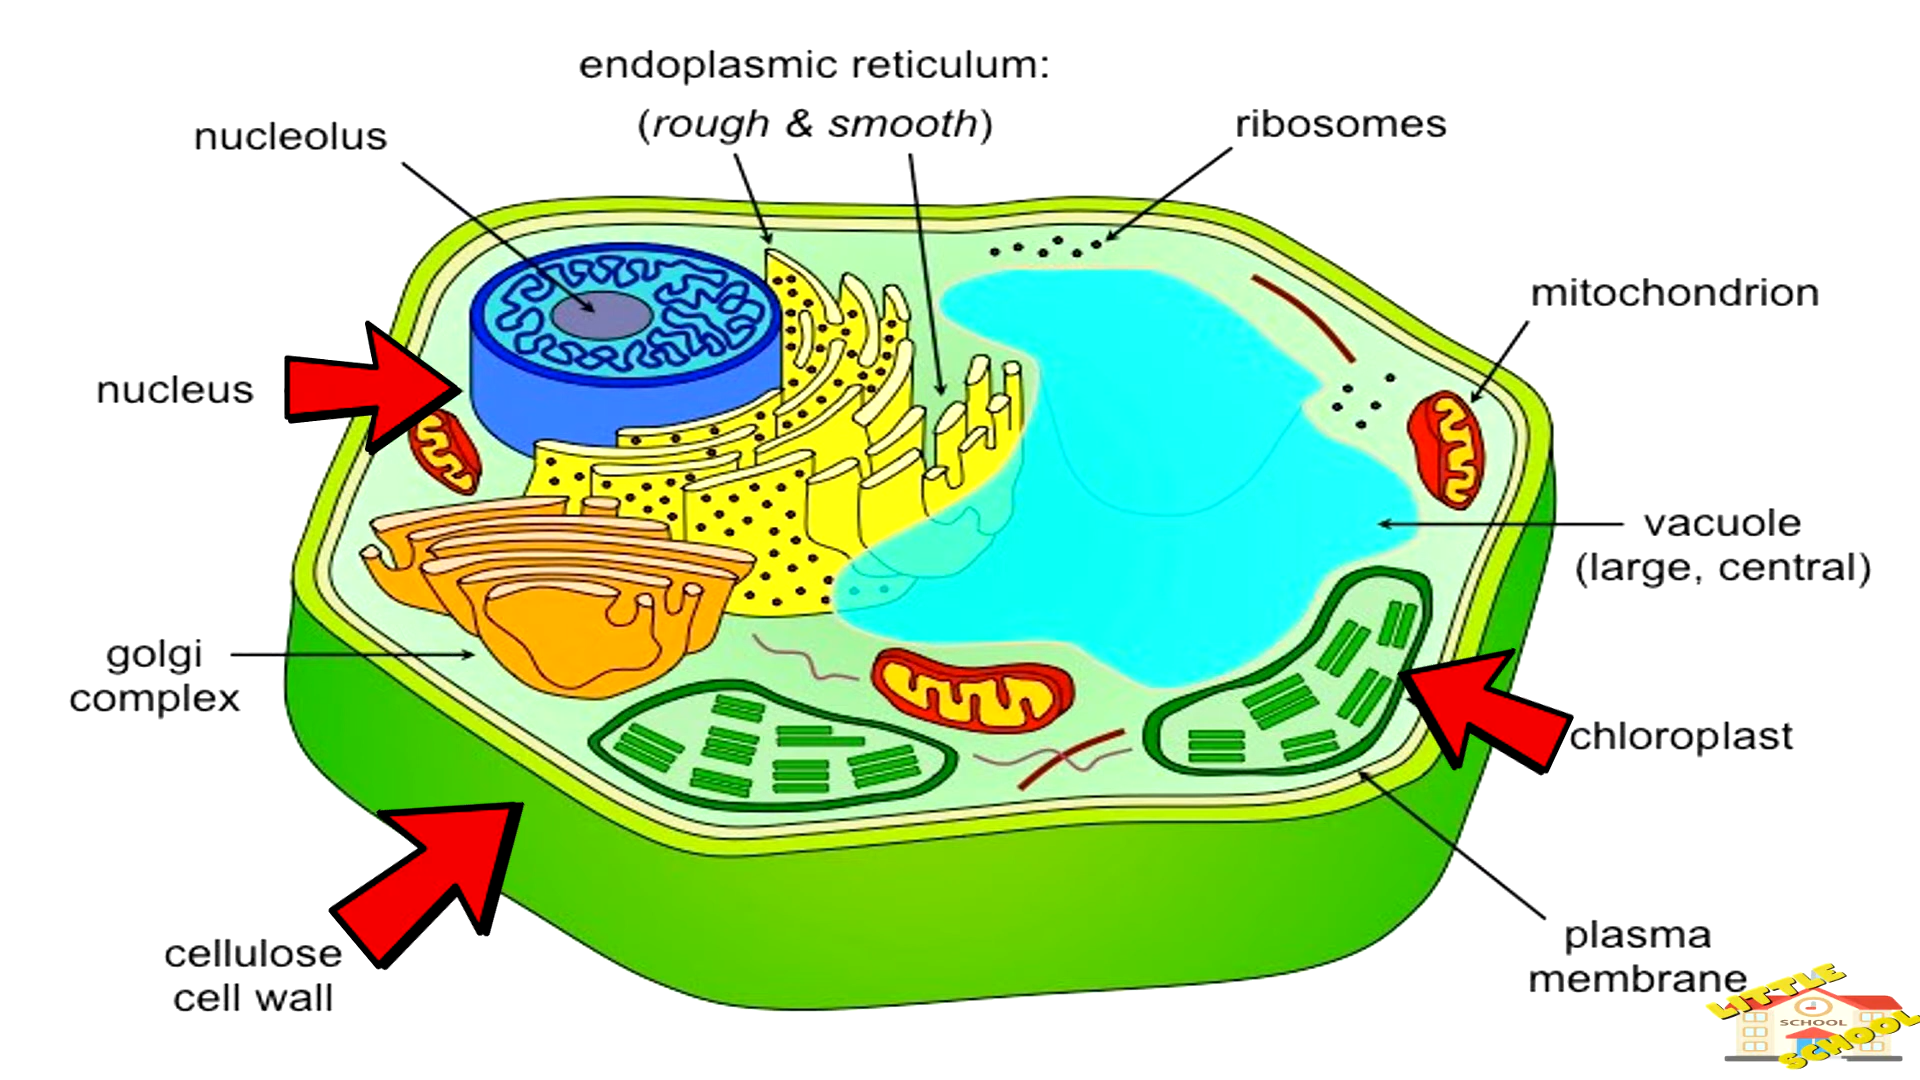 endoplasmic reticulum:
(rough & smooth)
nucleolus
ribosomes
mitochondrion
nucleus
vacuole
(large, central)
golgi
complex
chloroplast
cellulose
cell wall
plasma
membrane
LITTLE
SCHOOL
SCHOOL